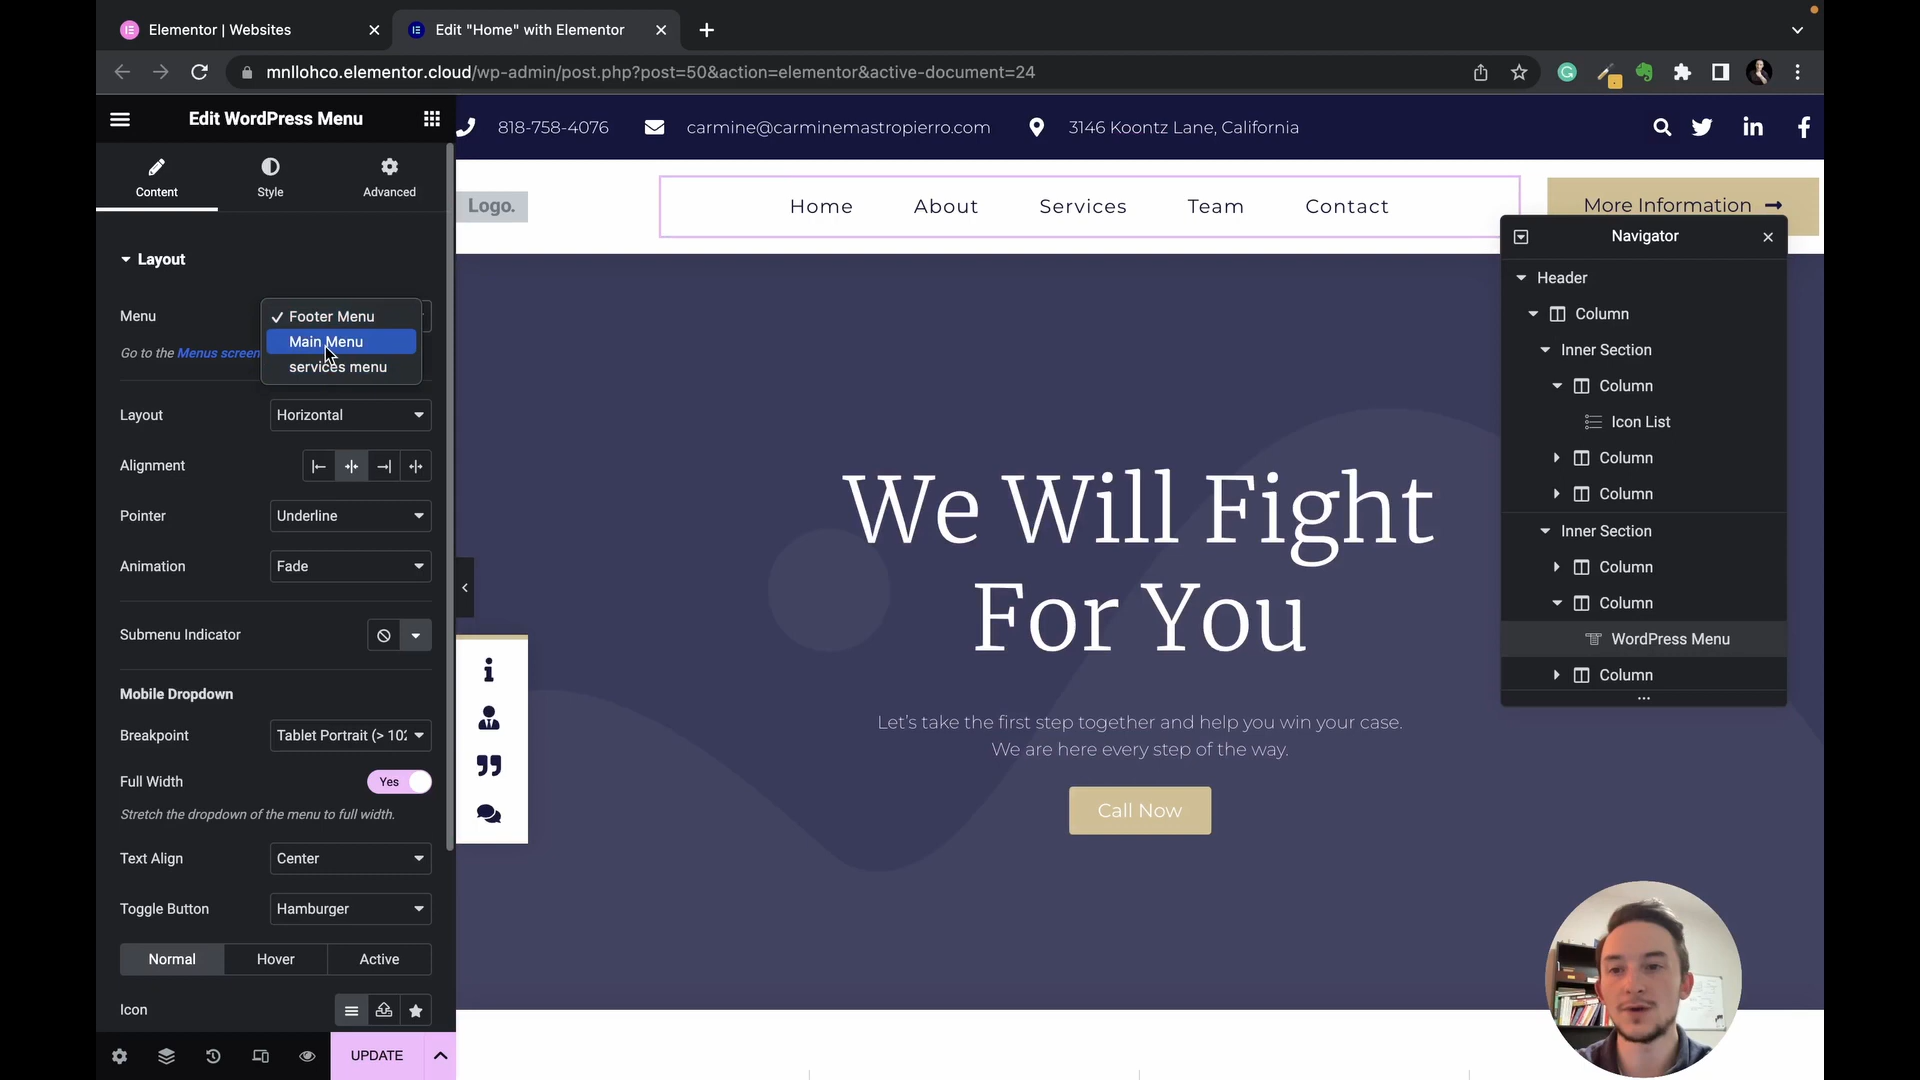 Elementor | Websites
Edit "Home" with Elementor
mnllohco.elementor.cloud/wp-admin/post.php?post=50&action=elementor&active-document=24
Edit WordPress Menu
Content
Style
Advanced
Layout
Menu
Footer Menu
Main Menu
services menu
Go to the Menus screen
Layout
Horizontal
Alignment
Pointer
Underline
Animation
Fade
Submenu Indicator
Mobile Dropdown
Breakpoint
Tablet Portrait (> 102
Full Width
Yes
Stretch the dropdown of the menu to full width.
Text Align
Center
Toggle Button
Hamburger
Normal
Hover
Active
Icon
UPDATE
818-758-4076
carmine@carminemastropierro.com
3146 Koontz Lane, California
Logo.
Home
About
Services
Team
Contact
More Information
We Will Fight
For You
Let's take the first step together and help you win your case.
We are here every step of the way.
Call Now
Navigator
Header
Column
Inner Section
Column
Icon List
Column
Column
Inner Section
Column
Column
WordPress Menu
Column